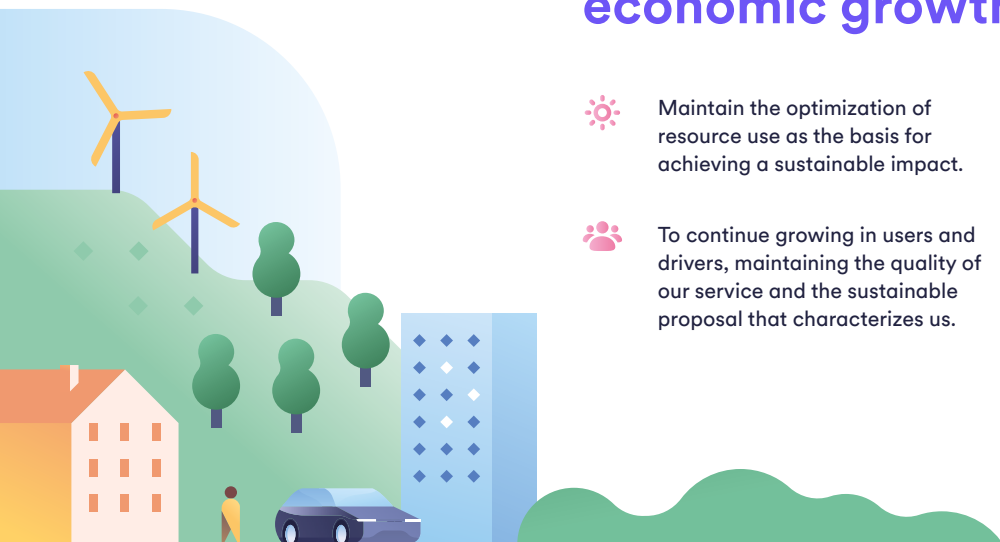 economic growth
Maintain the optimization of
resource use as the basis for
achieving a sustainable impact.
To continue growing in users and
drivers, maintaining the quality of
our service and the sustainable
proposal that characterizes us.